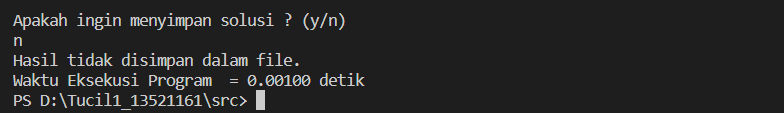 Apakah ingin menyimpan solusi ? (y/n)
n
Hasil tidak disimpan dalam file.
Waktu Eksekusi Program  = 0.00100 detik
PS D:\Tucil1_13521161\src>